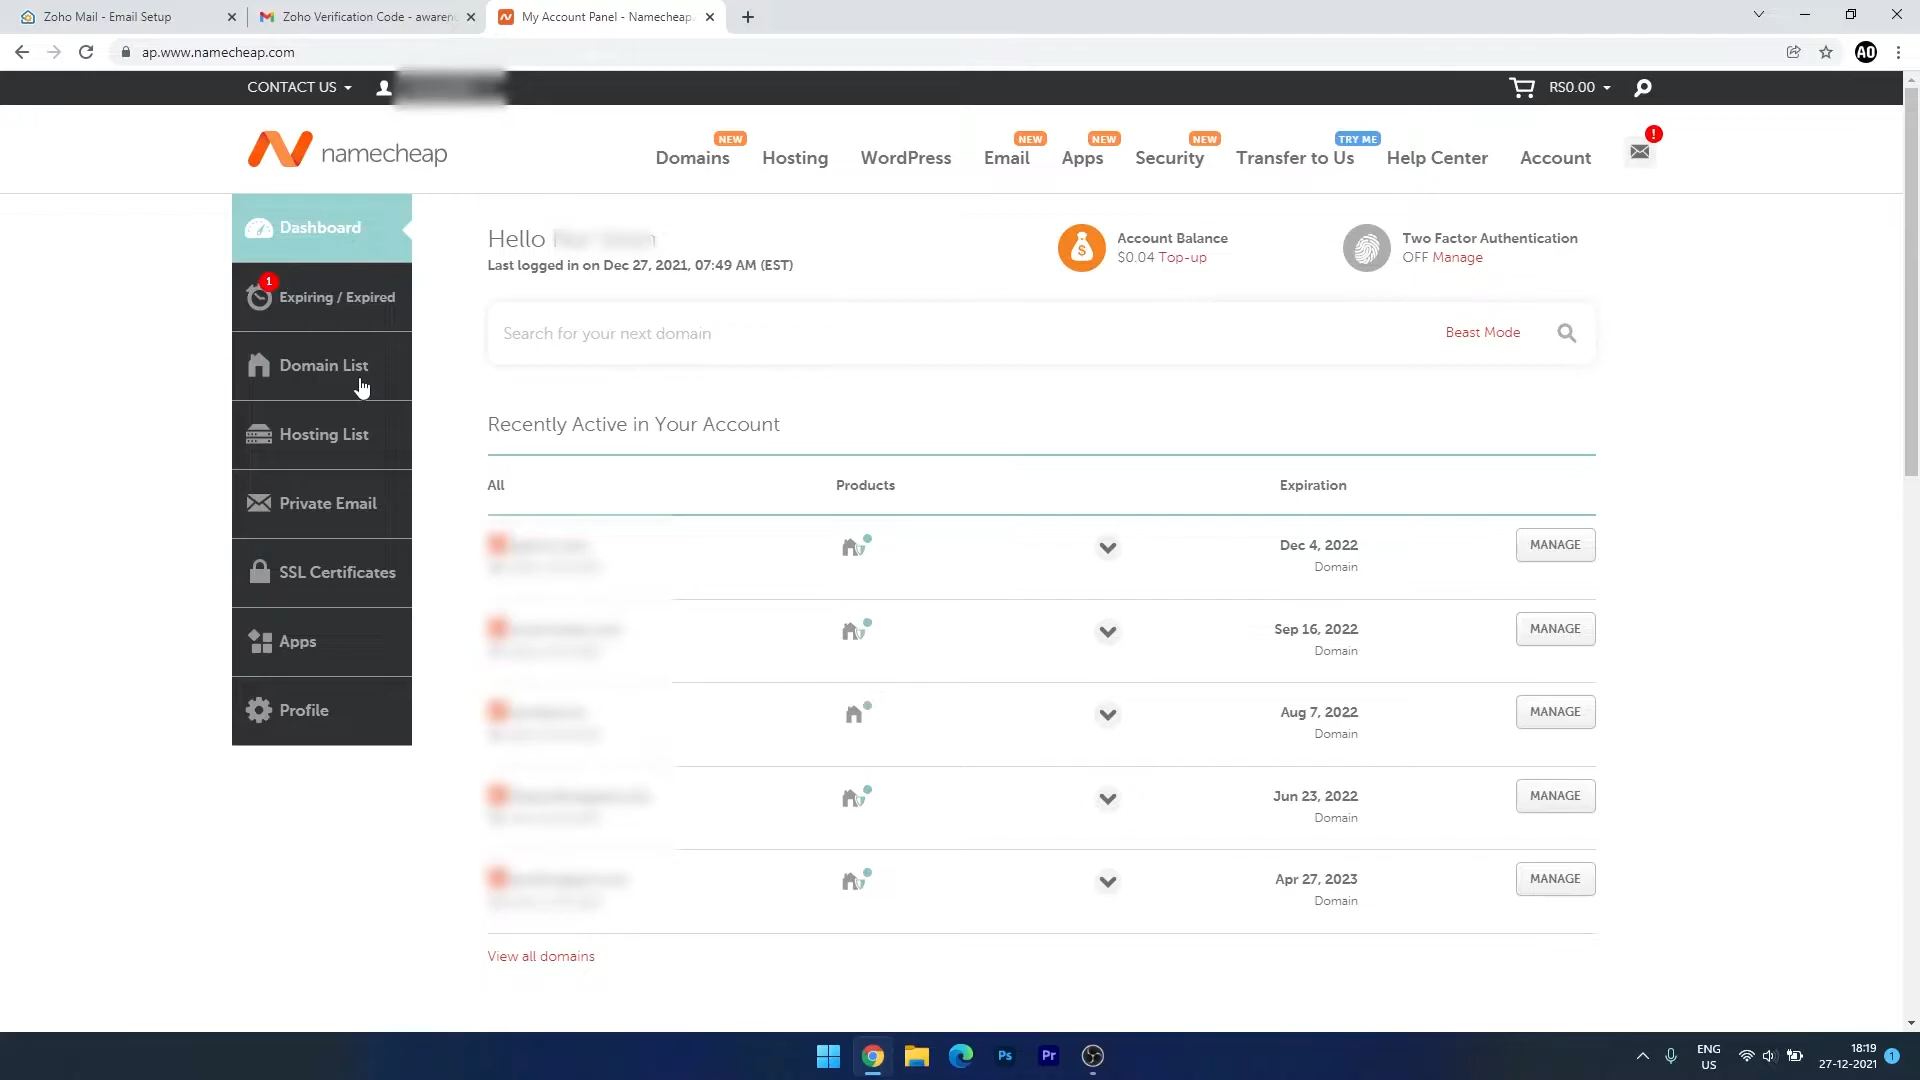 Zoho Mail - Email Setup
Zoho Verification Code - awaren
My Account Panel - Namecheap.
ap.www.namecheap.com
AO
CONTACT US
RS0.00
namecheap
NEW
Domains
Hosting
WordPress
NEW
Email
NEW
Apps
NEW
Security
TRY ME
Transfer to Us
Help Center
Account
!
Dashboard
1
Expiring / Expired
Domain List
Hosting List
Private Email
SSL Certificates
Apps
Profile
Hello
Last logged in on Dec 27, 2021, 07:49 AM (EST)
$
Account Balance
$0.04 Top-up
Two Factor Authentication
OFF Manage
Search for your next domain
Beast Mode
Recently Active in Your Account
All
Products
Expiration
Dec 4, 2022
Domain
MANAGE
Sep 16, 2022
Domain
MANAGE
Aug 7, 2022
Domain
MANAGE
Jun 23, 2022
Domain
MANAGE
Apr 27, 2023
Domain
MANAGE
View all domains
Ps
Pr
ENG
US
18:19
27-12-2021
1